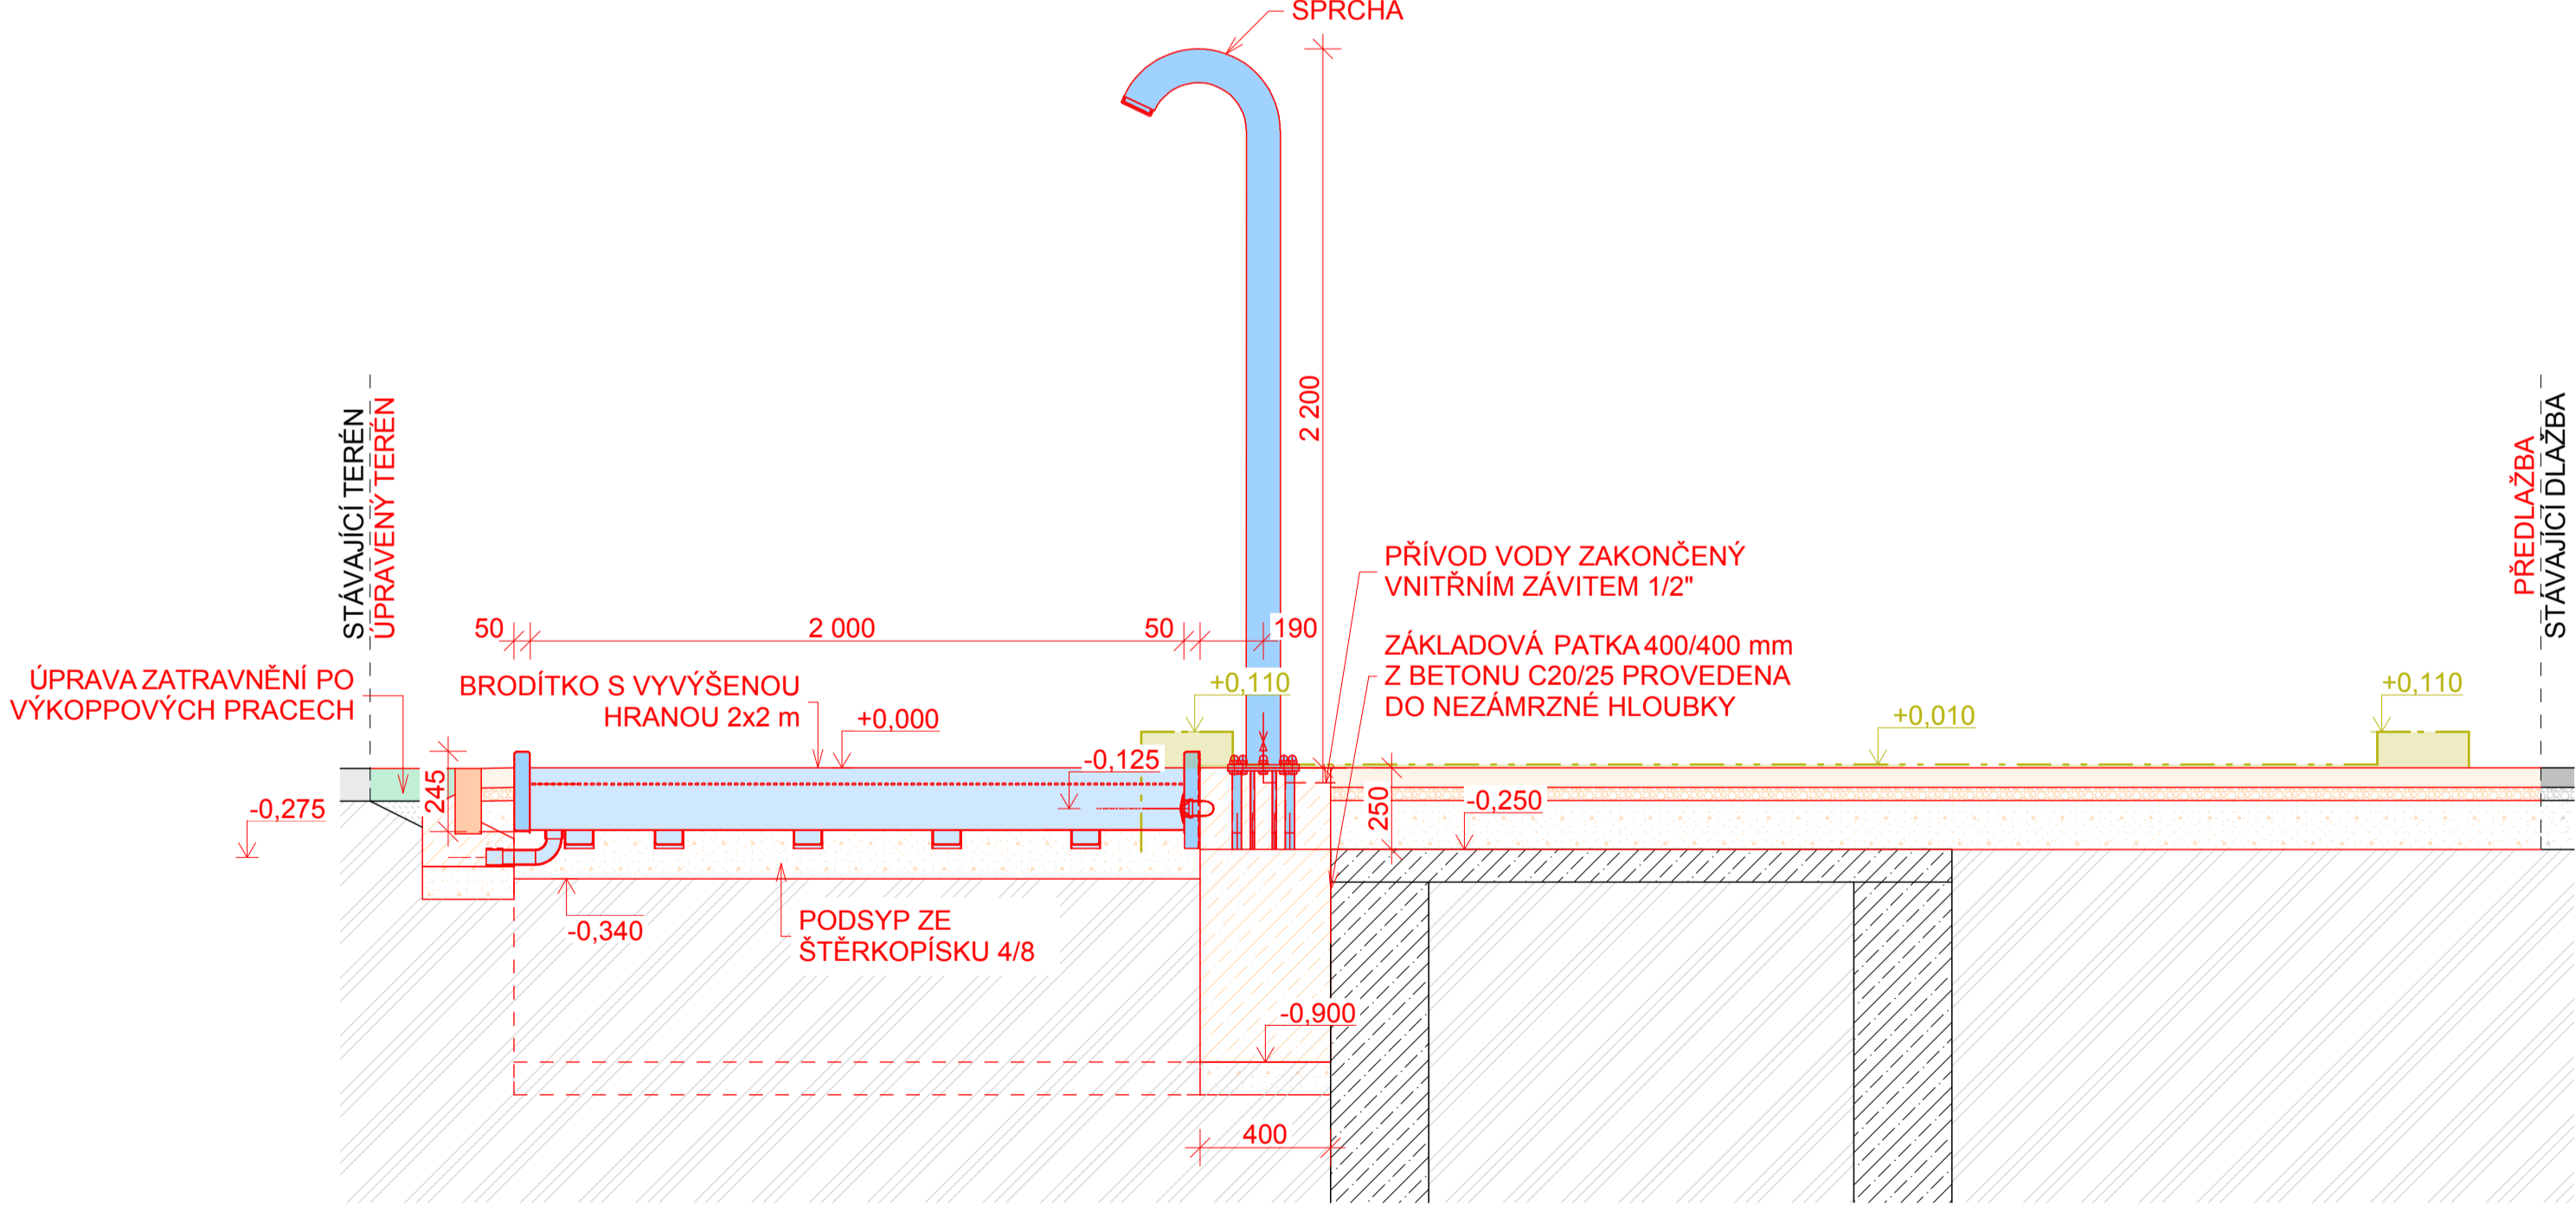 SPRCHA
2 200
STÁVAJÍCÍ TERÉN
ÚPRAVENÝ TERÉN
PŘEDLAŽBA
STÁVAJÍCÍ DLAŽBA
PŘÍVOD VODY ZAKONČENÝ
VNITŘNÍM ZÁVITEM 1/2"
50
2 000
50
190
ZÁKLADOVÁ PATKA 400/400 mm
Z BETONU C20/25 PROVEDENA
DO NEZÁMRZNÉ HLOUBKY
ÚPRAVA ZATRAVNĚNÍ PO
VÝKOPPOVÝCH PRACECH
BRODÍTKO S VYVÝŠENOU
HRANOU 2x2 m
+0,000
+0,110
+0,010
+0,110
-0,125
245
-0,275
250
-0,250
-0,340
PODSYP ZE
ŠTĚRKOPÍSKU 4/8
-0,900
400